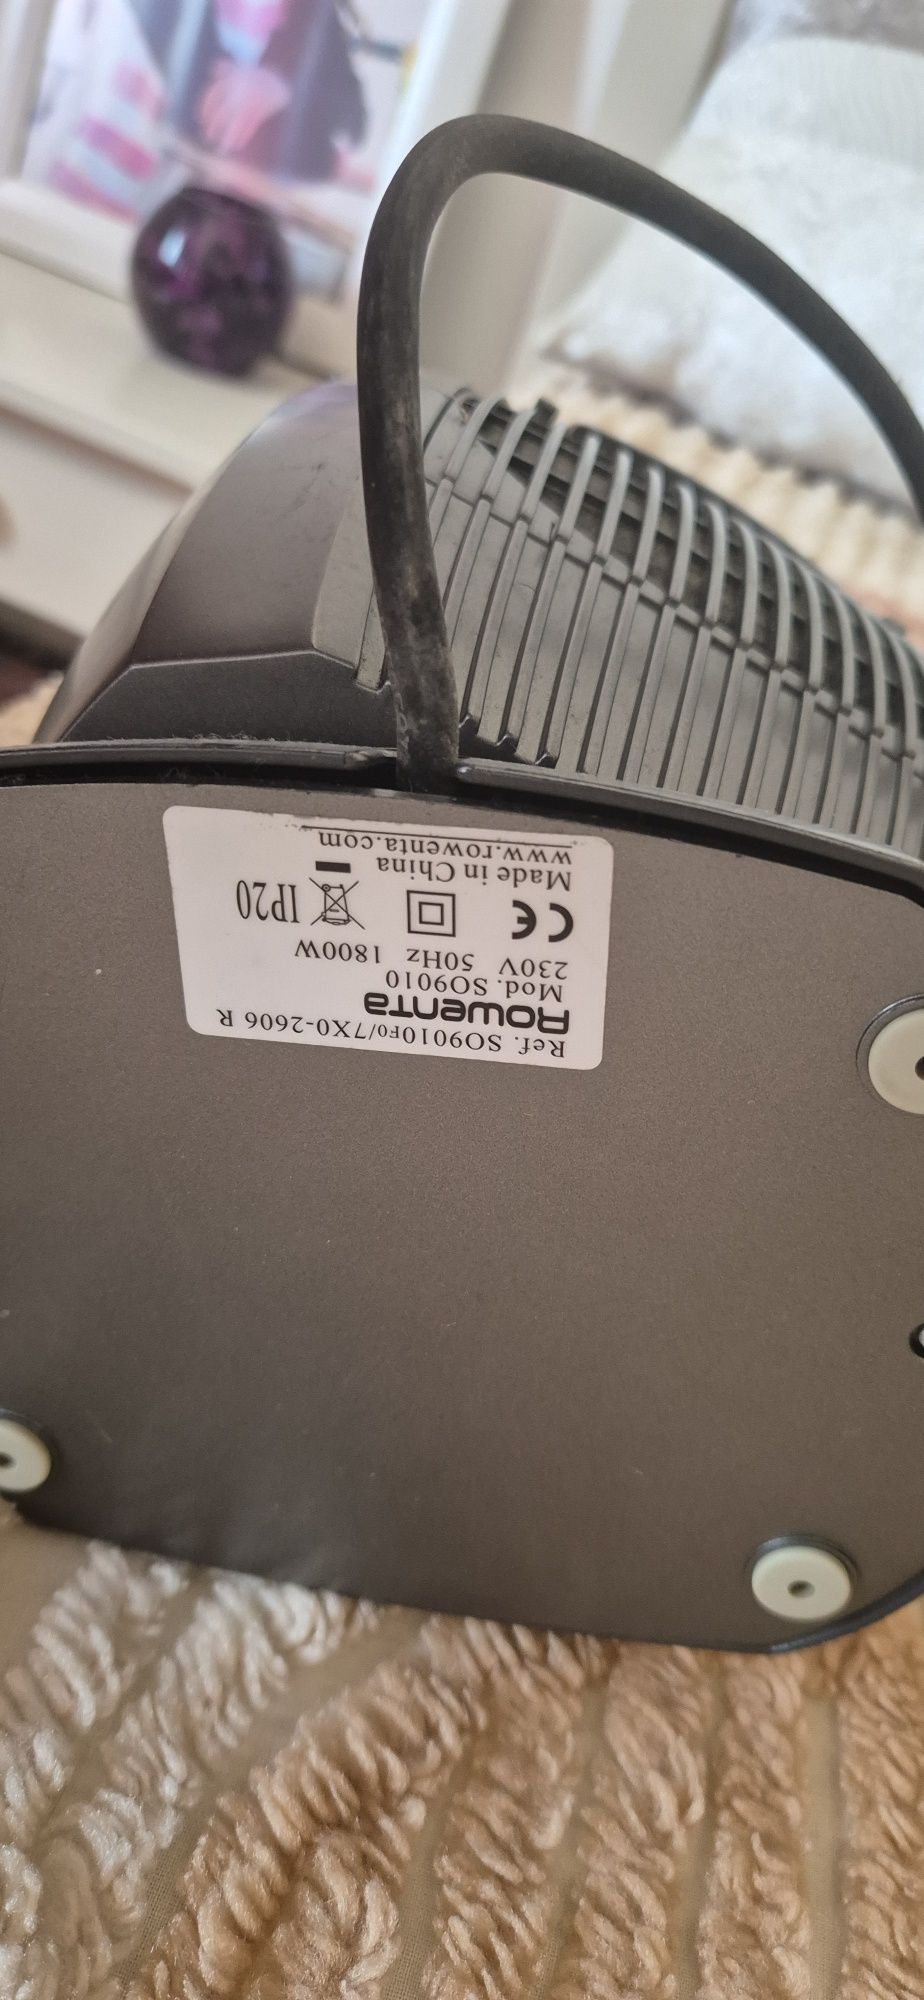 Ref. SO9010F0/7X0-2606 R
Rowenta
Mod. SO9010
230V 50Hz 1800W
CE IP20
Made in China
www.rowenta.com